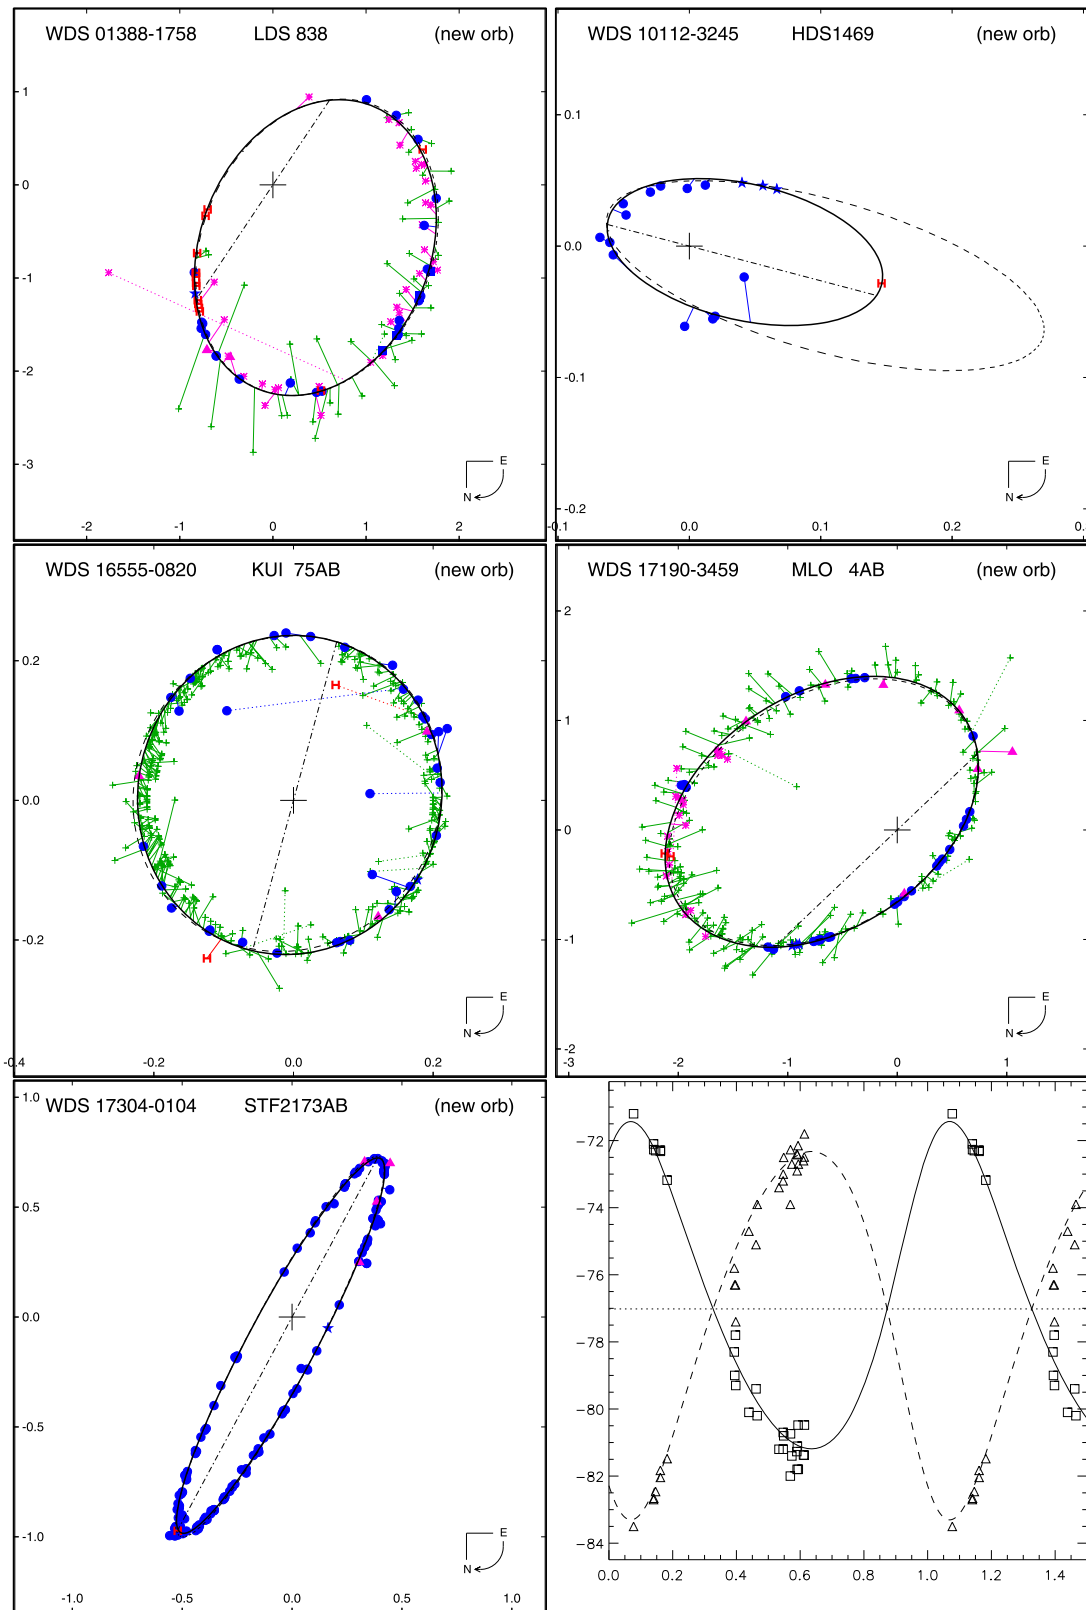 WDS 01388-1758 LDS 838 (new orb)
1
0
-1
-2
-3
-2 -1 0 1 2
E
N
WDS 10112-3245 HDS1469 (new orb)
0.1
0.0
-0.1
-0.2
-0.1 0.0 0.1 0.2 0.3
E
N
WDS 16555-0820 KUI 75AB (new orb)
0.2
0.0
-0.2
-0.4 -0.2 0.0 0.2
E
N
WDS 17190-3459 MLO 4AB (new orb)
2
1
0
-1
-2
-3 -2 -1 0 1
E
N
WDS 17304-0104 STF2173AB (new orb)
1.0
0.5
0.0
-0.5
-1.0
-1.0 -0.5 0.0 0.5 1.0
E
N
-72
-74
-76
-78
-80
-82
-84
0.0 0.2 0.4 0.6 0.8 1.0 1.2 1.4